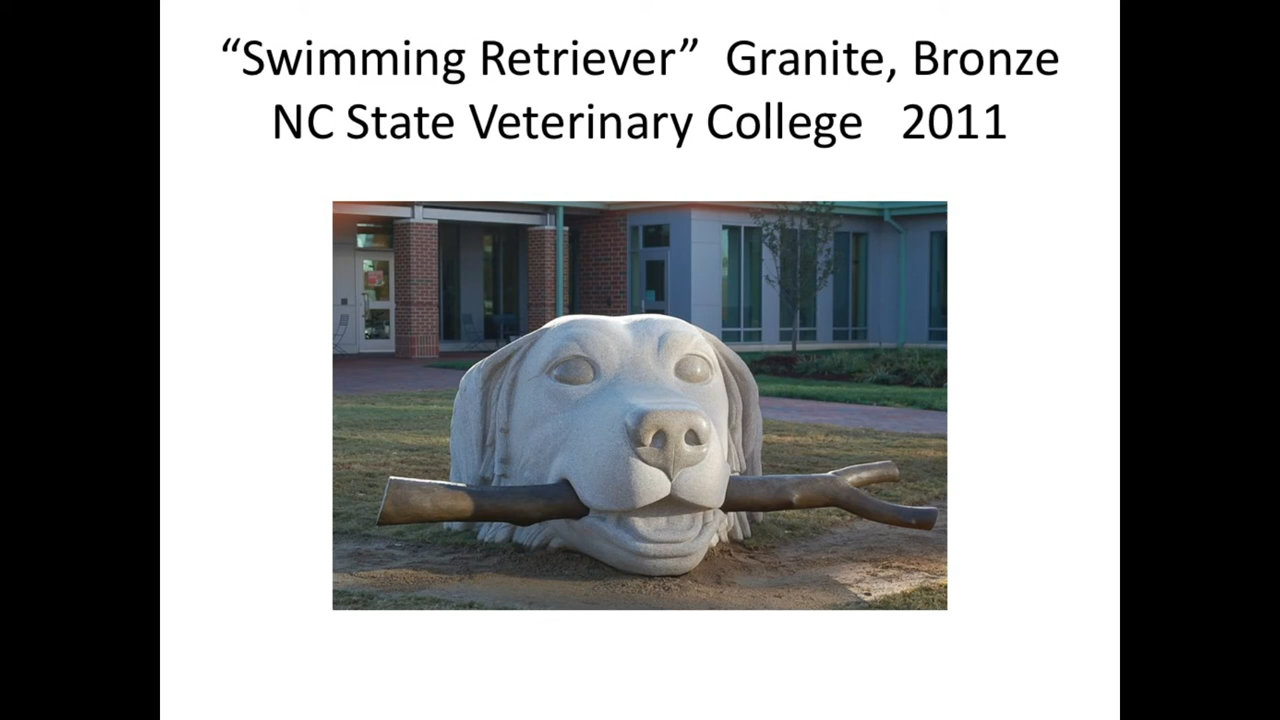 “Swimming Retriever”  Granite, Bronze
NC State Veterinary College   2011